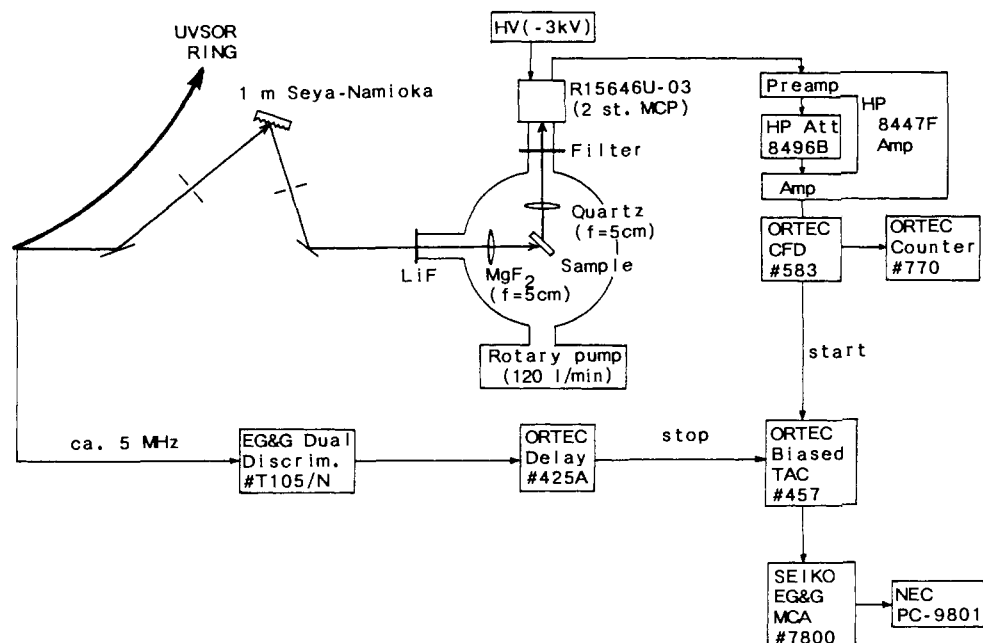 UVSOR
RING
1 m Seya-Namioka
HV(-3kV)
R15646U-03
(2 st. MCP)
Filter
Quartz
(f=5cm)
Sample
LiF
MgF2
(f=5cm)
Rotary pump
(120 l/min)
Preamp
HP Att
8496B
HP
8447F
Amp
Amp
ORTEC
CFD
#583
ORTEC
Counter
#770
start
ca. 5 MHz
EG&G Dual
Discrim.
#T105/N
ORTEC
Delay
#425A
stop
ORTEC
Biased
TAC
#457
SEIKO
EG&G
MCA
#7800
NEC
PC-9801